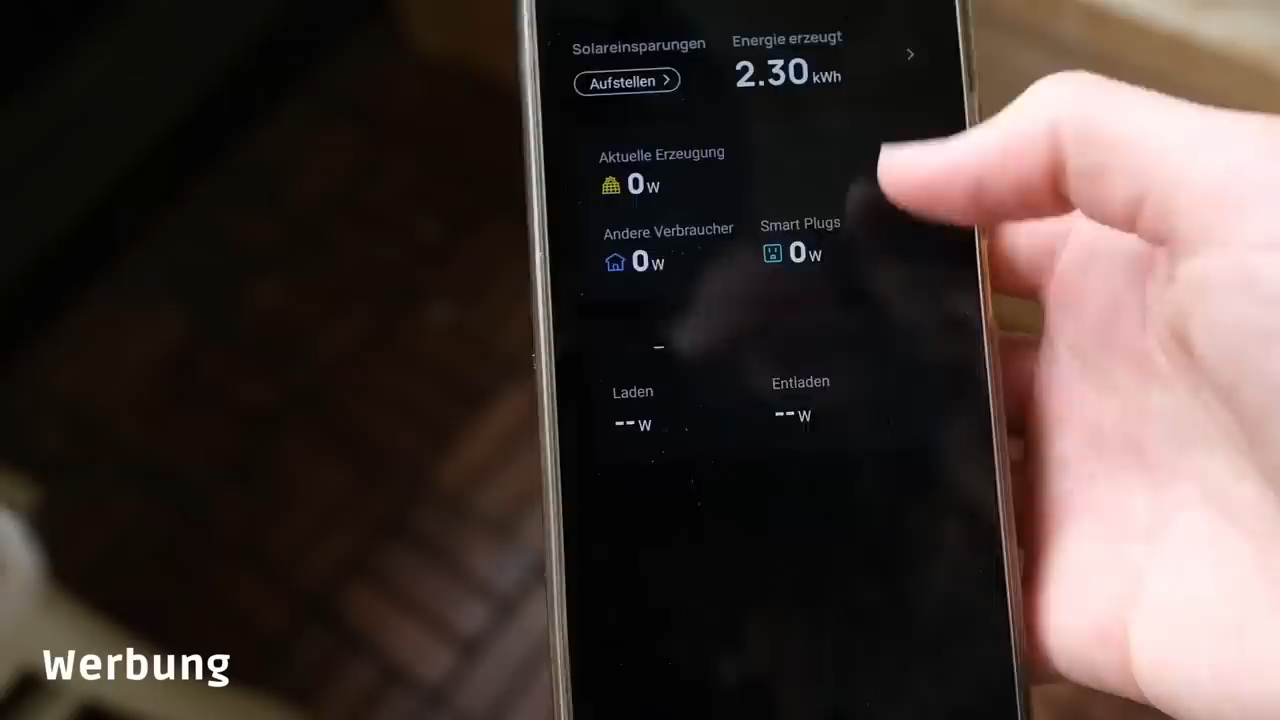 Solareinsparungen
Energie erzeugt
Aufstellen >
2.30 kWh
>
Aktuelle Erzeugung
0 W
Andere Verbraucher
Smart Plugs
0 W
0 W
Laden
Entladen
-- W
-- W
Werbung